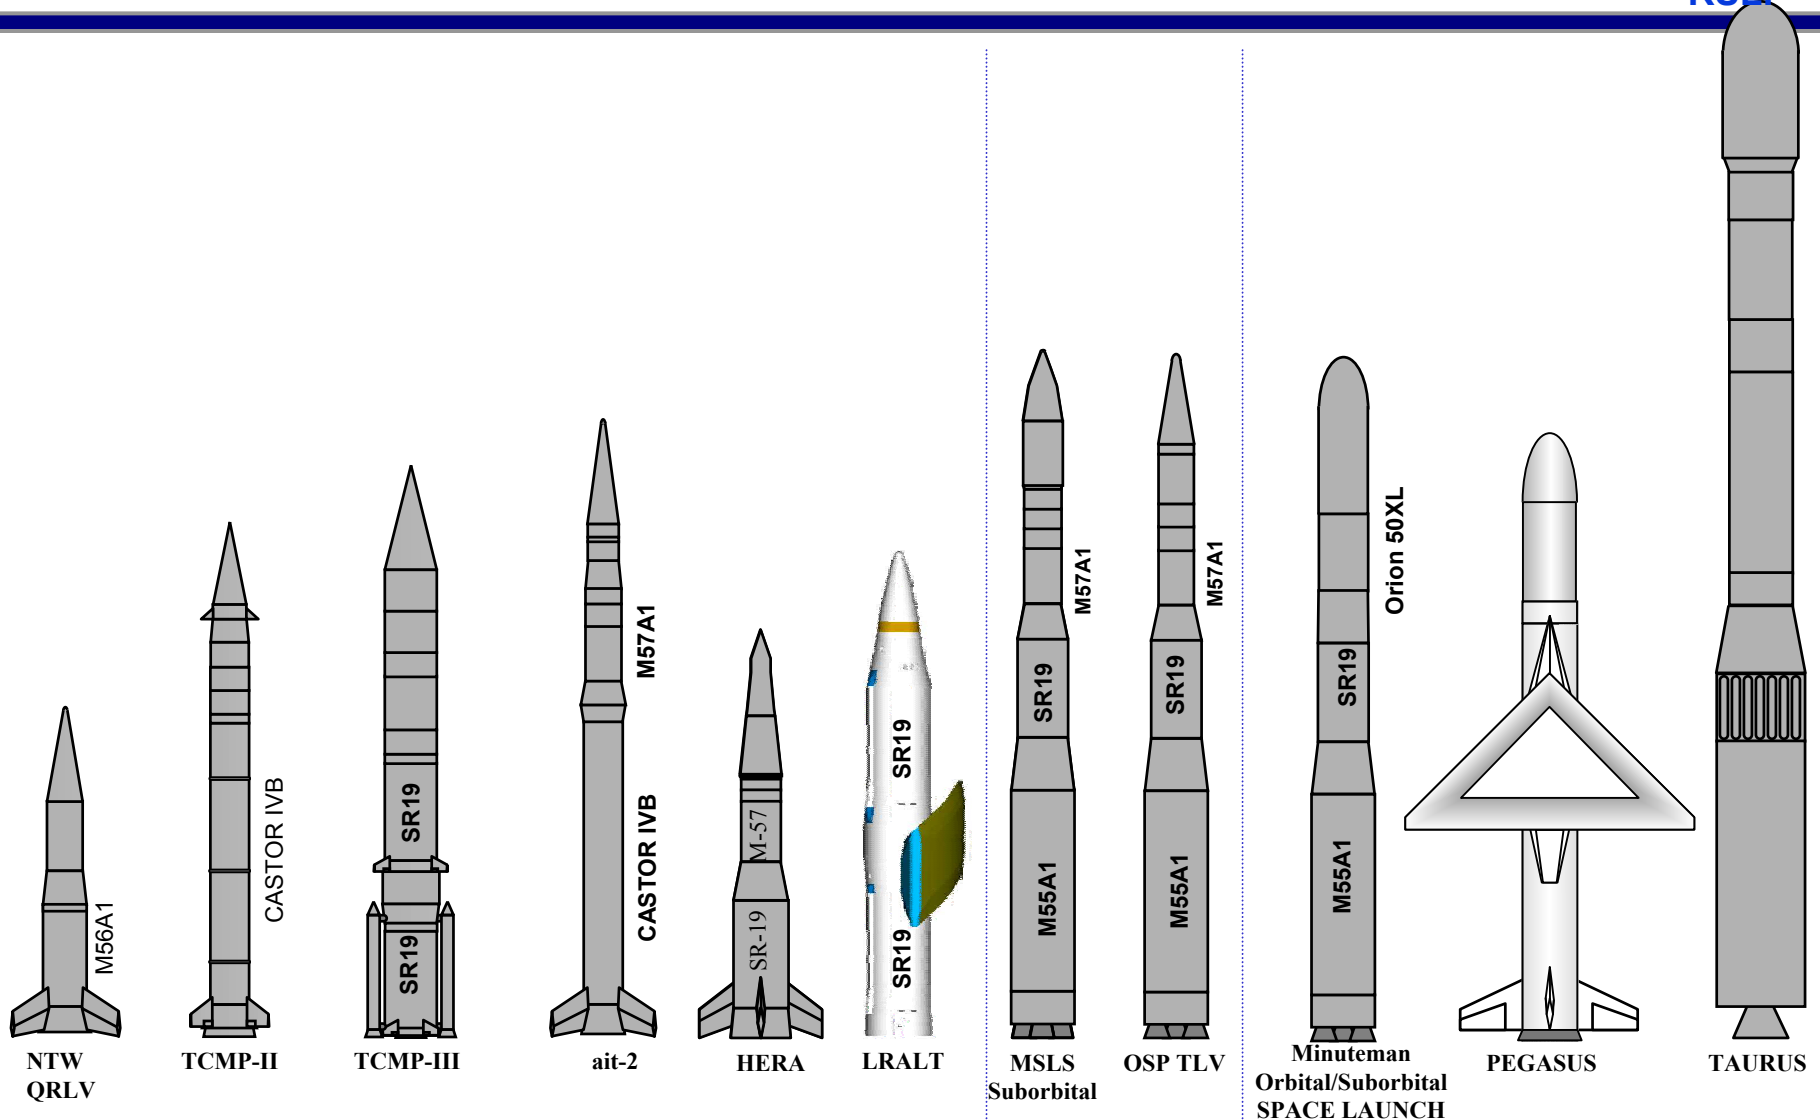 M56A1
CASTOR IVB
SR19
SR19
M57A1
CASTOR IVB
M-57
SR-19
SR19
SR19
M57A1
SR19
M55A1
M57A1
SR19
M55A1
Orion 50XL
SR19
M55A1
NTW
QRLV
TCMP-II
TCMP-III
ait-2
HERA
LRALT
MSLS
Suborbital
OSP TLV
Minuteman
Orbital/Suborbital
SPACE LAUNCH
PEGASUS
TAURUS